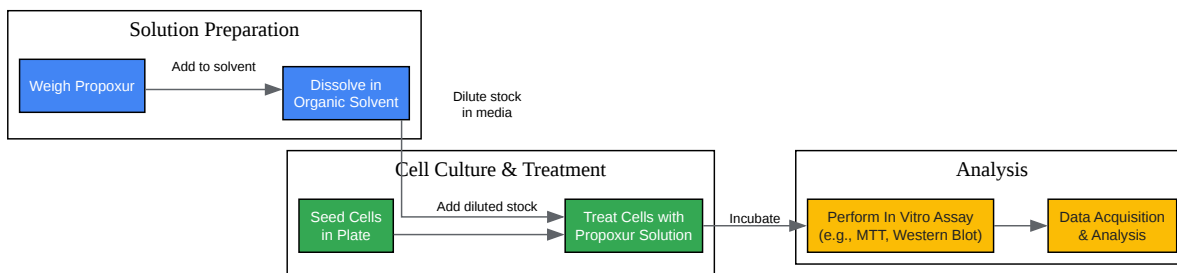 Solution Preparation
Weigh Propoxur
Add to solvent
Dissolve in
Organic Solvent
Dilute stock
in media
Cell Culture & Treatment
Seed Cells
in Plate
Add diluted stock
Treat Cells with
Propoxur Solution
Incubate
Analysis
Perform In Vitro Assay
(e.g., MTT, Western Blot)
Data Acquisition
& Analysis